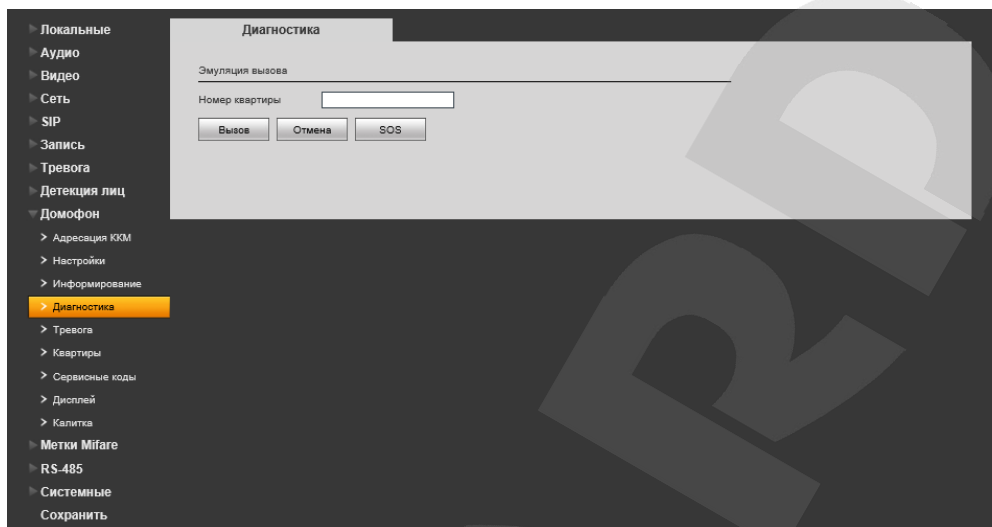 Локальные
Аудио
Видео
Сеть
SIP
Запись
Тревога
Детекция лиц
Домофон
Адресация ККМ
Настройки
Информирование
Диагностика
Тревога
Квартиры
Сервисные коды
Дисплей
Калитка
Метки Mifare
RS-485
Системные
Сохранить
Диагностика
Эмуляция вызова
Номер квартиры
Вызов Отмена SOS